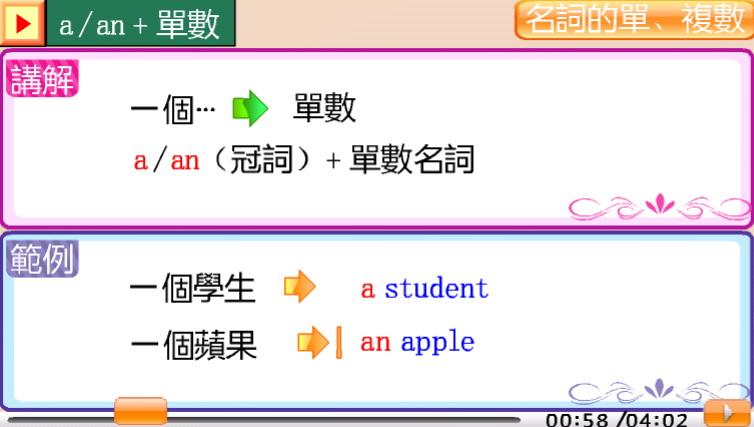 a/an + 單數
名詞的單、複數
講解
一個… 單數
a/an（冠詞）+ 單數名詞
範例
一個學生 a student
一個蘋果 an apple
00:58 /04:02